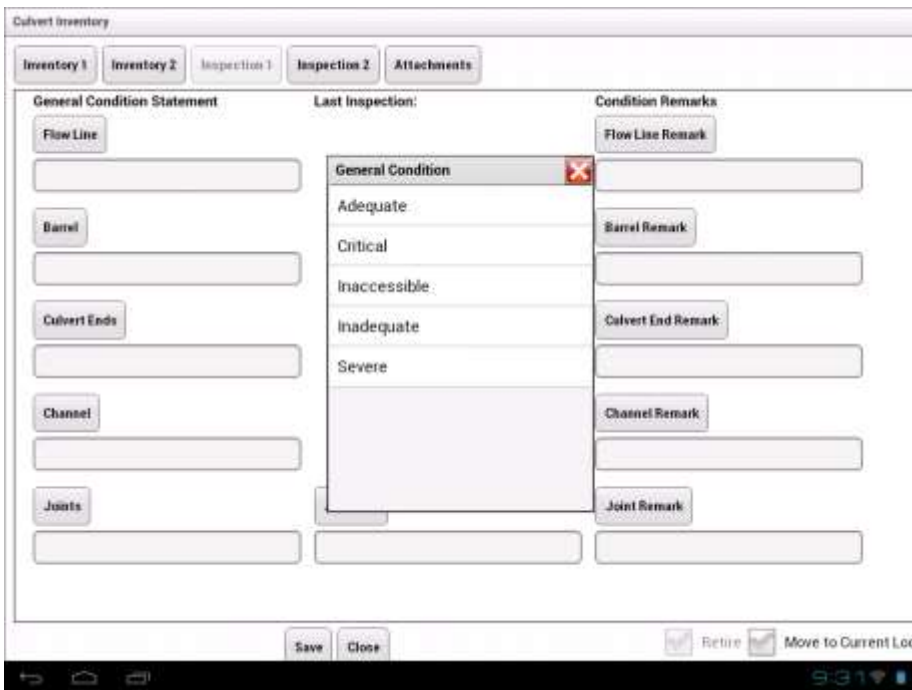 Culvert Inventory
Inventory 1 Inventory 2 Inspection 1 Inspection 2 Attachments
General Condition Statement Last Inspection: Condition Remarks
Flow Line Flow Line Remark
General Condition
Adequate
Barrel Barrel Remark
Critical
Inaccessible
Culvert Ends Culvert End Remark
Inadequate
Severe
Channel Channel Remark
Joints Joint Remark
Save Close Retire Move to Current Loc
9:31